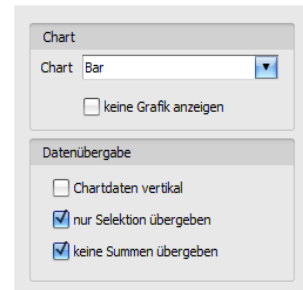 Chart
Chart Bar
keine Grafik anzeigen
Datenübergabe
Chartdaten vertikal
nur Selektion übergeben
keine Summen übergeben